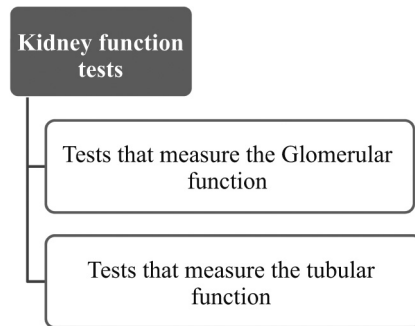 Kidney function
tests
Tests that measure the Glomerular
function
Tests that measure the tubular
function